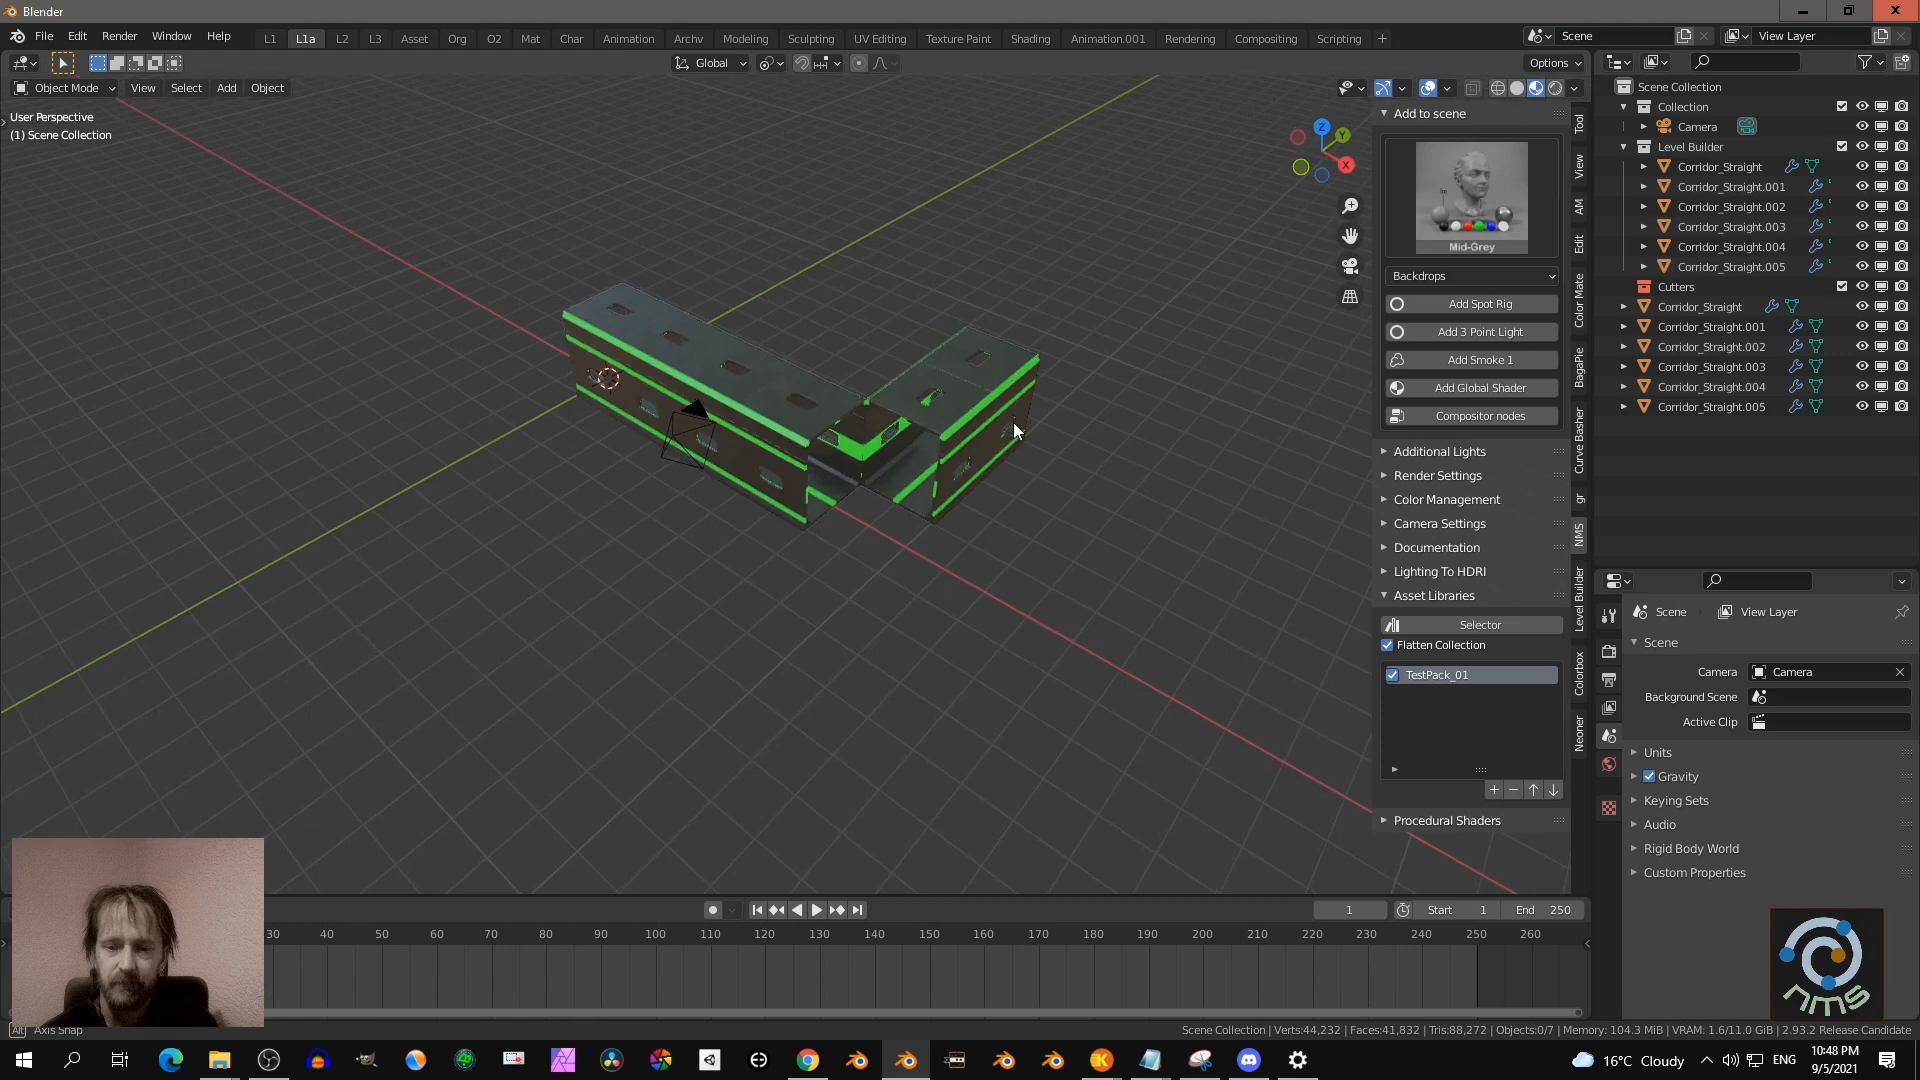 Blender
File Edit Render Window Help
L1 L1a L2 L3 Asset Org O2 Mat Char Animation Archv Modeling Sculpting UV Editing Texture Paint Shading Animation.001 Rendering Compositing Scripting +
Scene
View Layer
Global
Options
Object Mode View Select Add Object
User Perspective
(1) Scene Collection
Z
Y
X
Add to scene
Mid-Grey
Backdrops
Add Spot Rig
Add 3 Point Light
Add Smoke 1
Add Global Shader
Compositor nodes
Additional Lights
Render Settings
Color Management
Camera Settings
Documentation
Lighting To HDRI
Asset Libraries
Selector
Flatten Collection
TestPack_01
Procedural Shaders
Tool
View
AM
Edit
Color Mate
BagaPie
Curve Basher
gr
NMS
Level Builder
Colorbox
Neoner
Scene Collection
Collection
Camera
Level Builder
Corridor_Straight
Corridor_Straight.001
Corridor_Straight.002
Corridor_Straight.003
Corridor_Straight.004
Corridor_Straight.005
Cutters
Corridor_Straight
Corridor_Straight.001
Corridor_Straight.002
Corridor_Straight.003
Corridor_Straight.004
Corridor_Straight.005
Scene View Layer
Scene
Camera Camera
Background Scene
Active Clip
Units
Gravity
Keying Sets
Audio
Rigid Body World
Custom Properties
nms
1 Start 1 End 250
30 40 50 60 70 80 90 100 110 120 130 140 150 160 170 180 190 200 210 220 230 240 250 260
Alt Axis Snap
Scene Collection | Verts:44,232 | Faces:41,832 | Tris:88,272 | Objects:0/7 | Memory: 104.3 MiB | VRAM: 1.6/11.0 GiB | 2.93.2 Release Candidate
16°C Cloudy
ENG
10:48 PM
9/5/2021